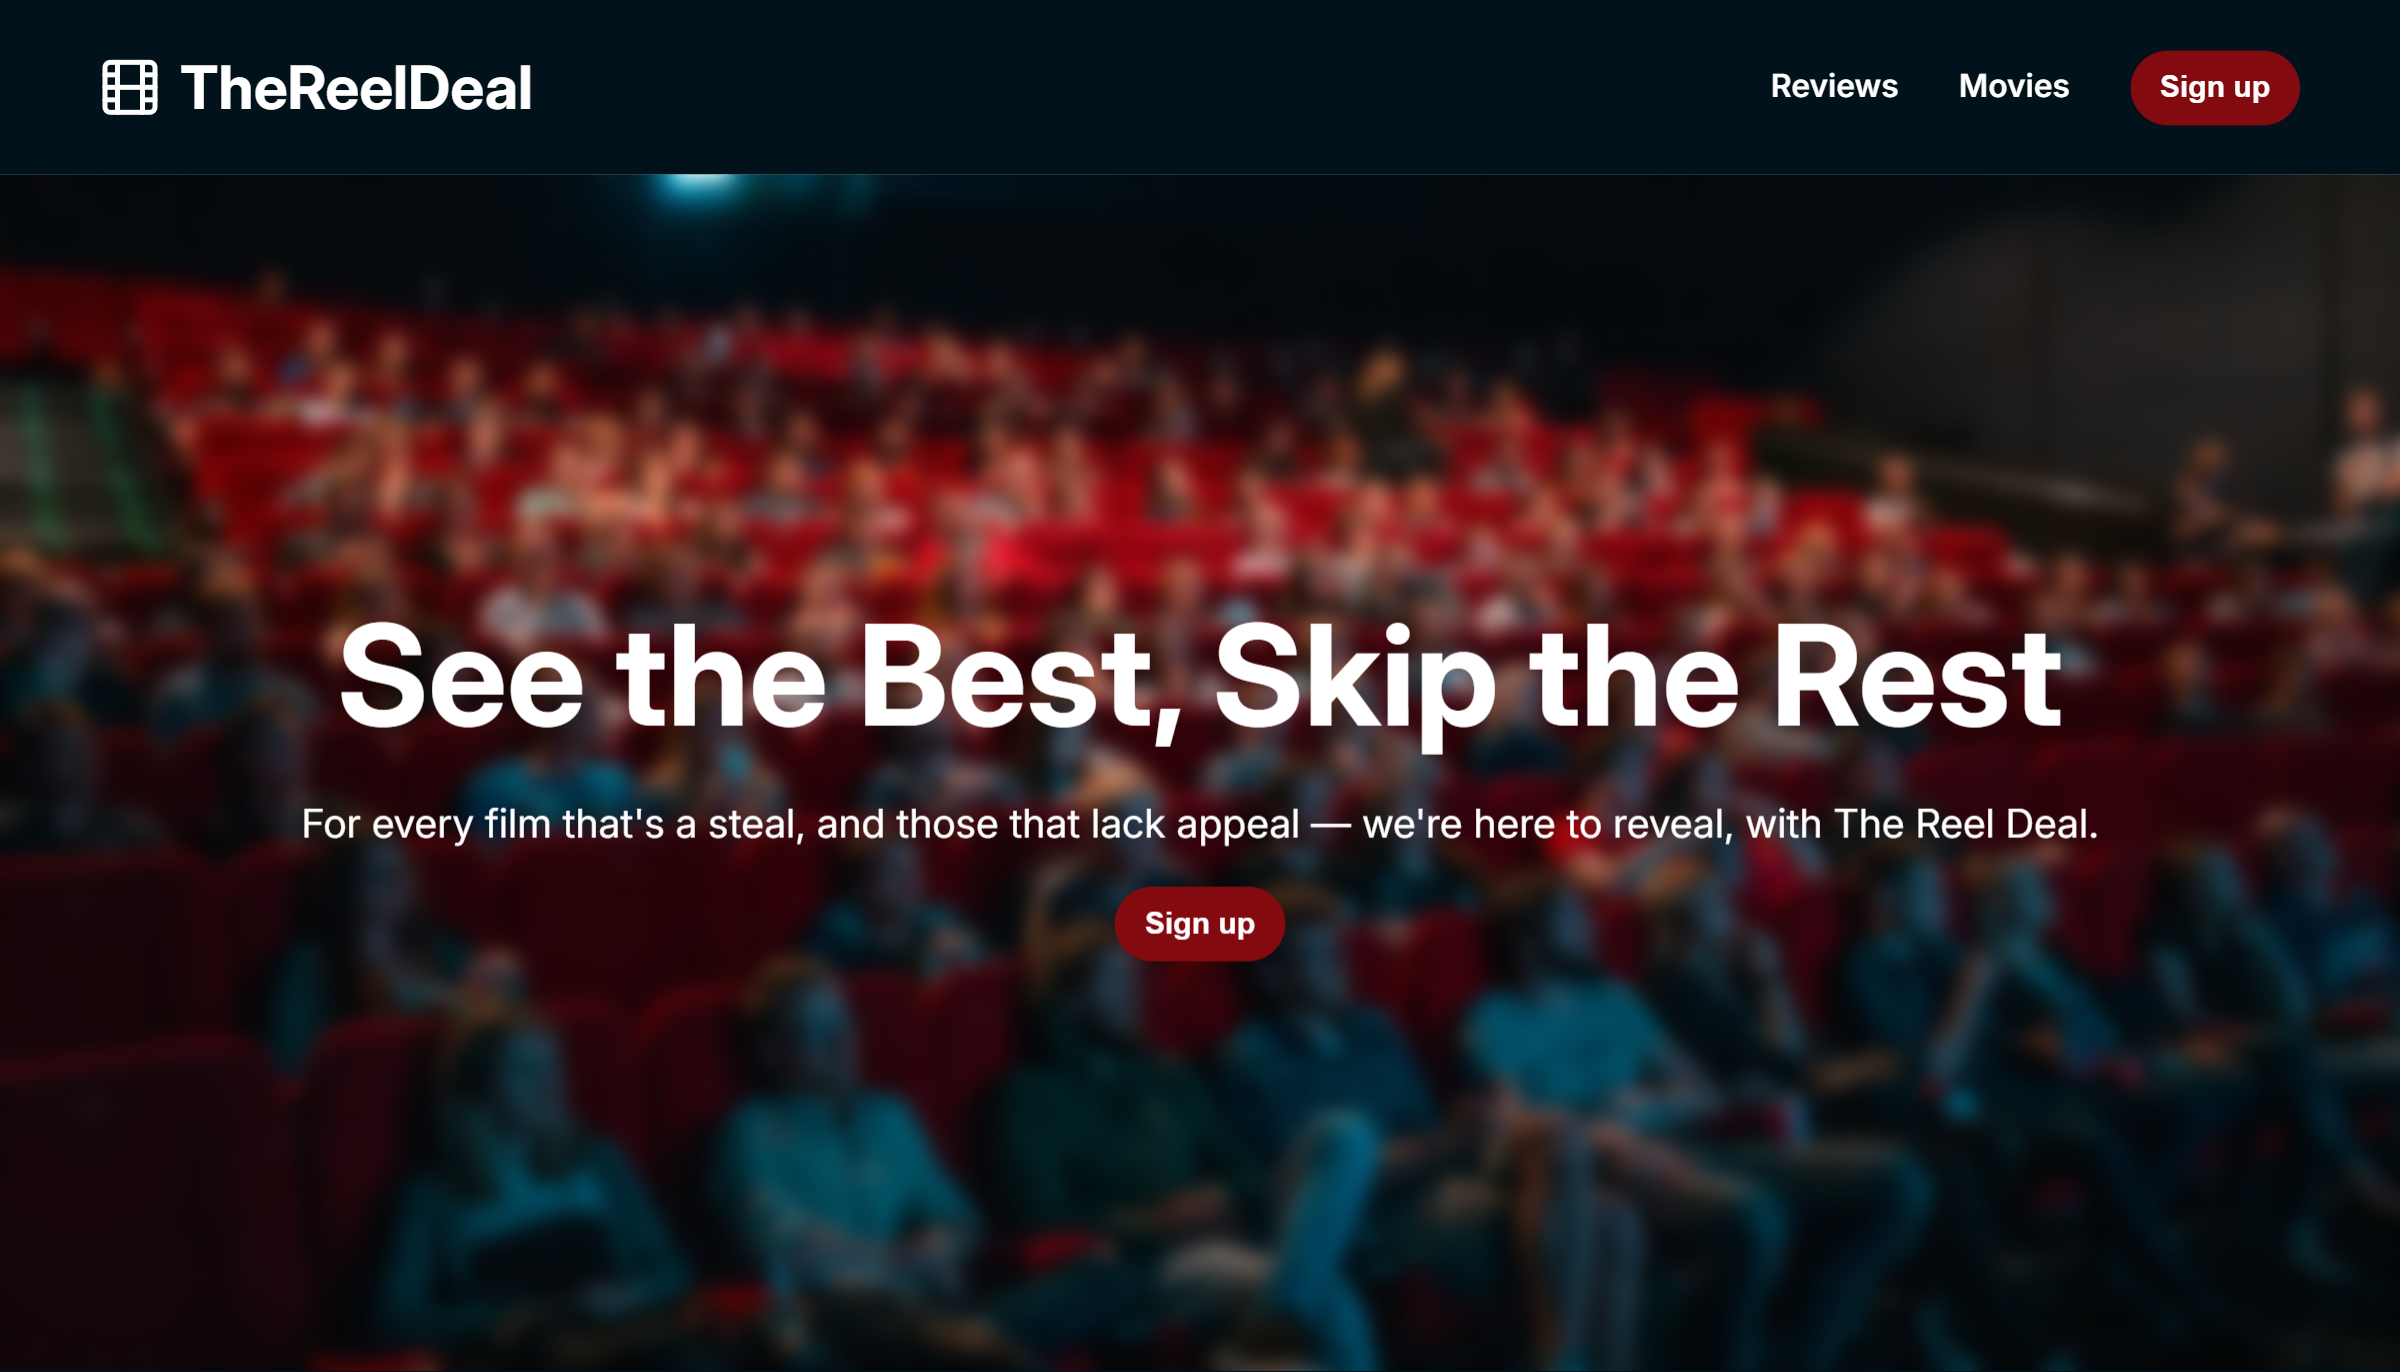 TheReelDeal
Reviews
Movies
Sign up
See the Best, Skip the Rest
For every film that's a steal, and those that lack appeal — we're here to reveal, with The Reel Deal.
Sign up